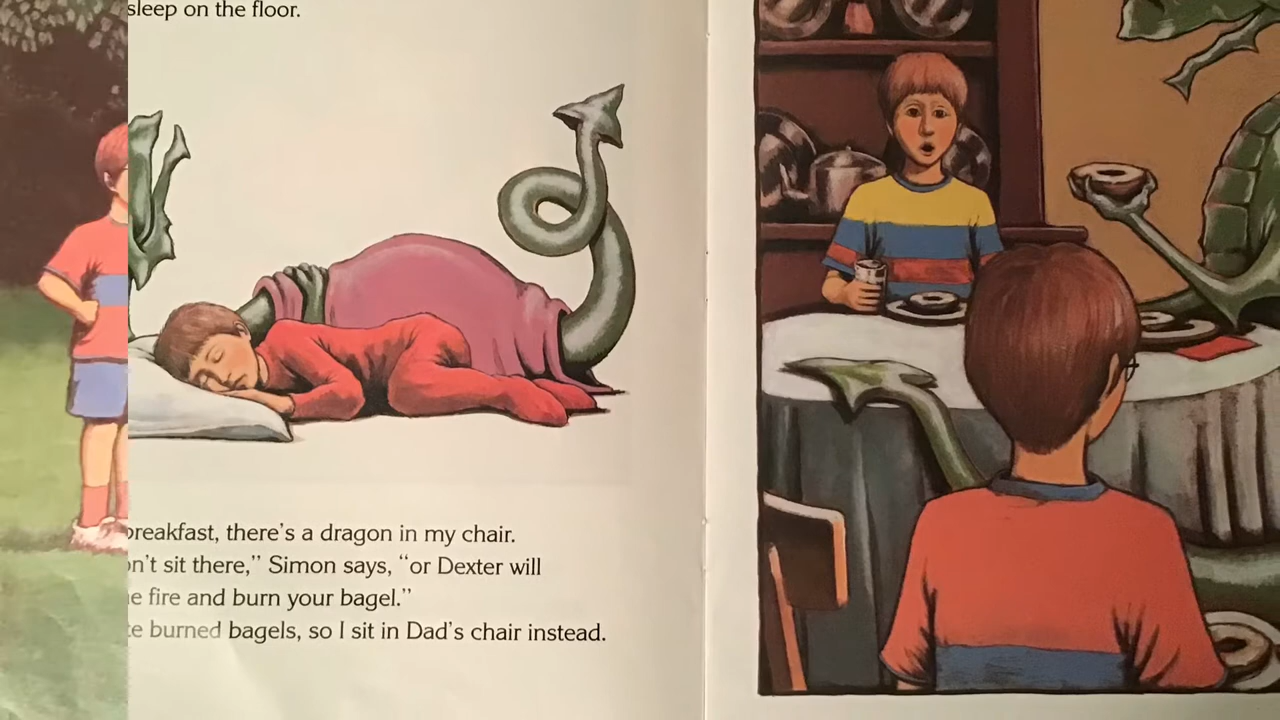 sleep on the floor.
breakfast, there's a dragon in my chair.
n't sit there," Simon says, "or Dexter will
fire and burn your bagel."
burned bagels, so I sit in Dad's chair instead.